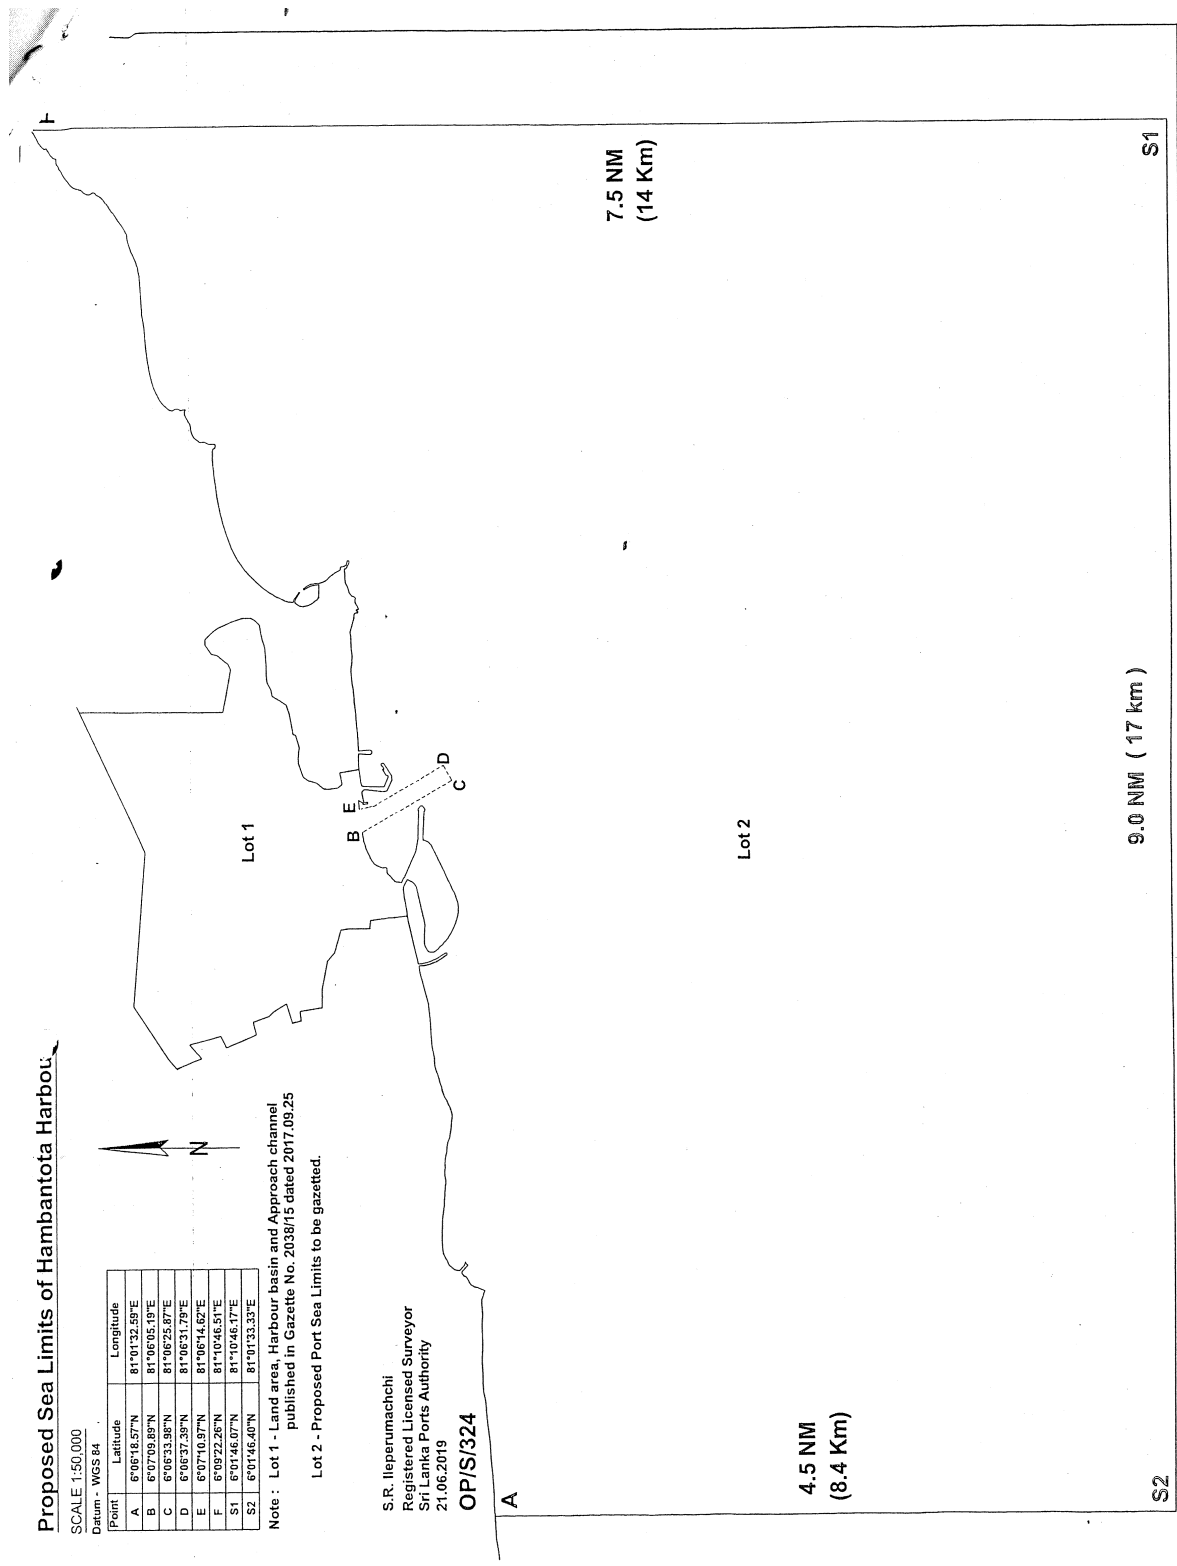 Proposed Sea Limits of Hambantota Harbou
SCALE 1:50,000
Datum - WGS 84
Point Latitude Longitude
A 6°06'18.57"N 81°01'32.59"E
B 6°07'09.89"N 81°06'05.19"E
C 6°06'33.98"N 81°06'25.87"E
D 6°06'37.39"N 81°06'31.79"E
E 6°07'10.97"N 81°06'14.62"E
F 6°09'22.26"N 81°10'46.51"E
S1 6°01'46.07"N 81°10'46.17"E
S2 6°01'46.40"N 81°01'33.33"E
Note : Lot 1 - Land area, Harbour basin and Approach channel
published in Gazette No. 2038/15 dated 2017.09.25
Lot 2 - Proposed Port Sea Limits to be gazetted.
S.R. Ileperumachchi
Registered Licensed Surveyor
Sri Lanka Ports Authority
21.06.2019
OP/S/324
N
Lot 1
B
E
C
D
A
Lot 2
4.5 NM
(8.4 Km)
7.5 NM
(14 Km)
9.0 NM ( 17 km )
S2
S1